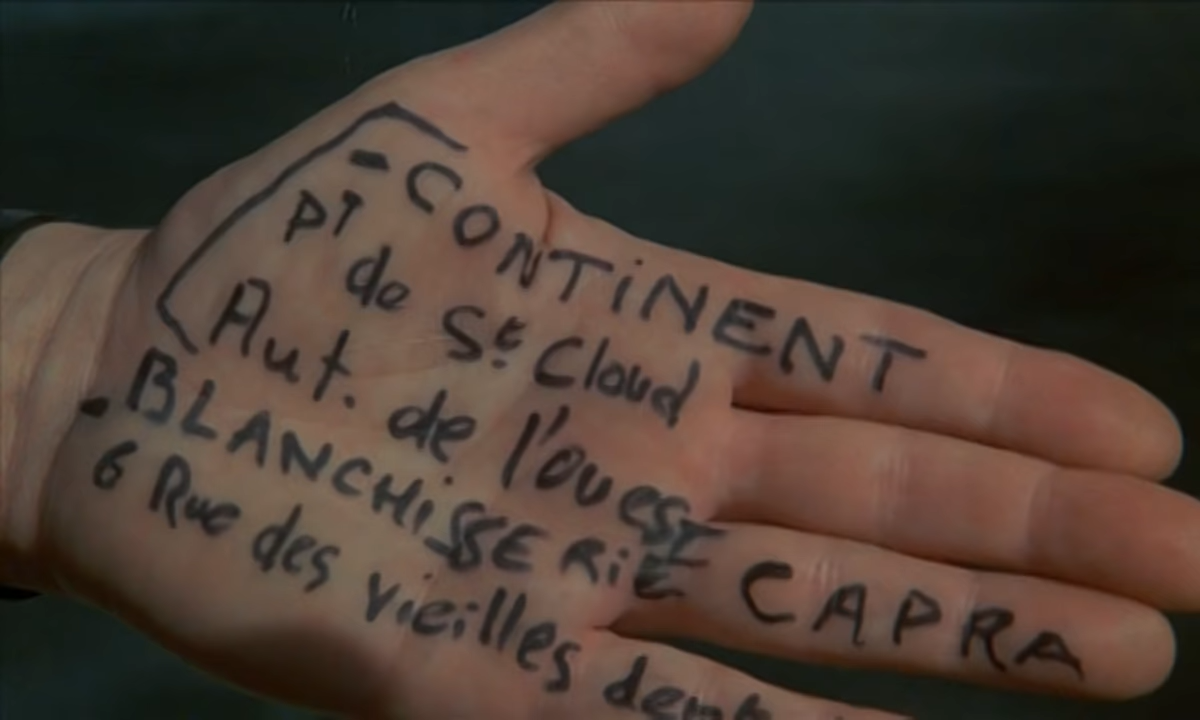 - CONTiNENT
PT de St Cloud
Aut. de l'ouest
- BLANCHiSSERiE CAPRA
6 Rue des vieilles